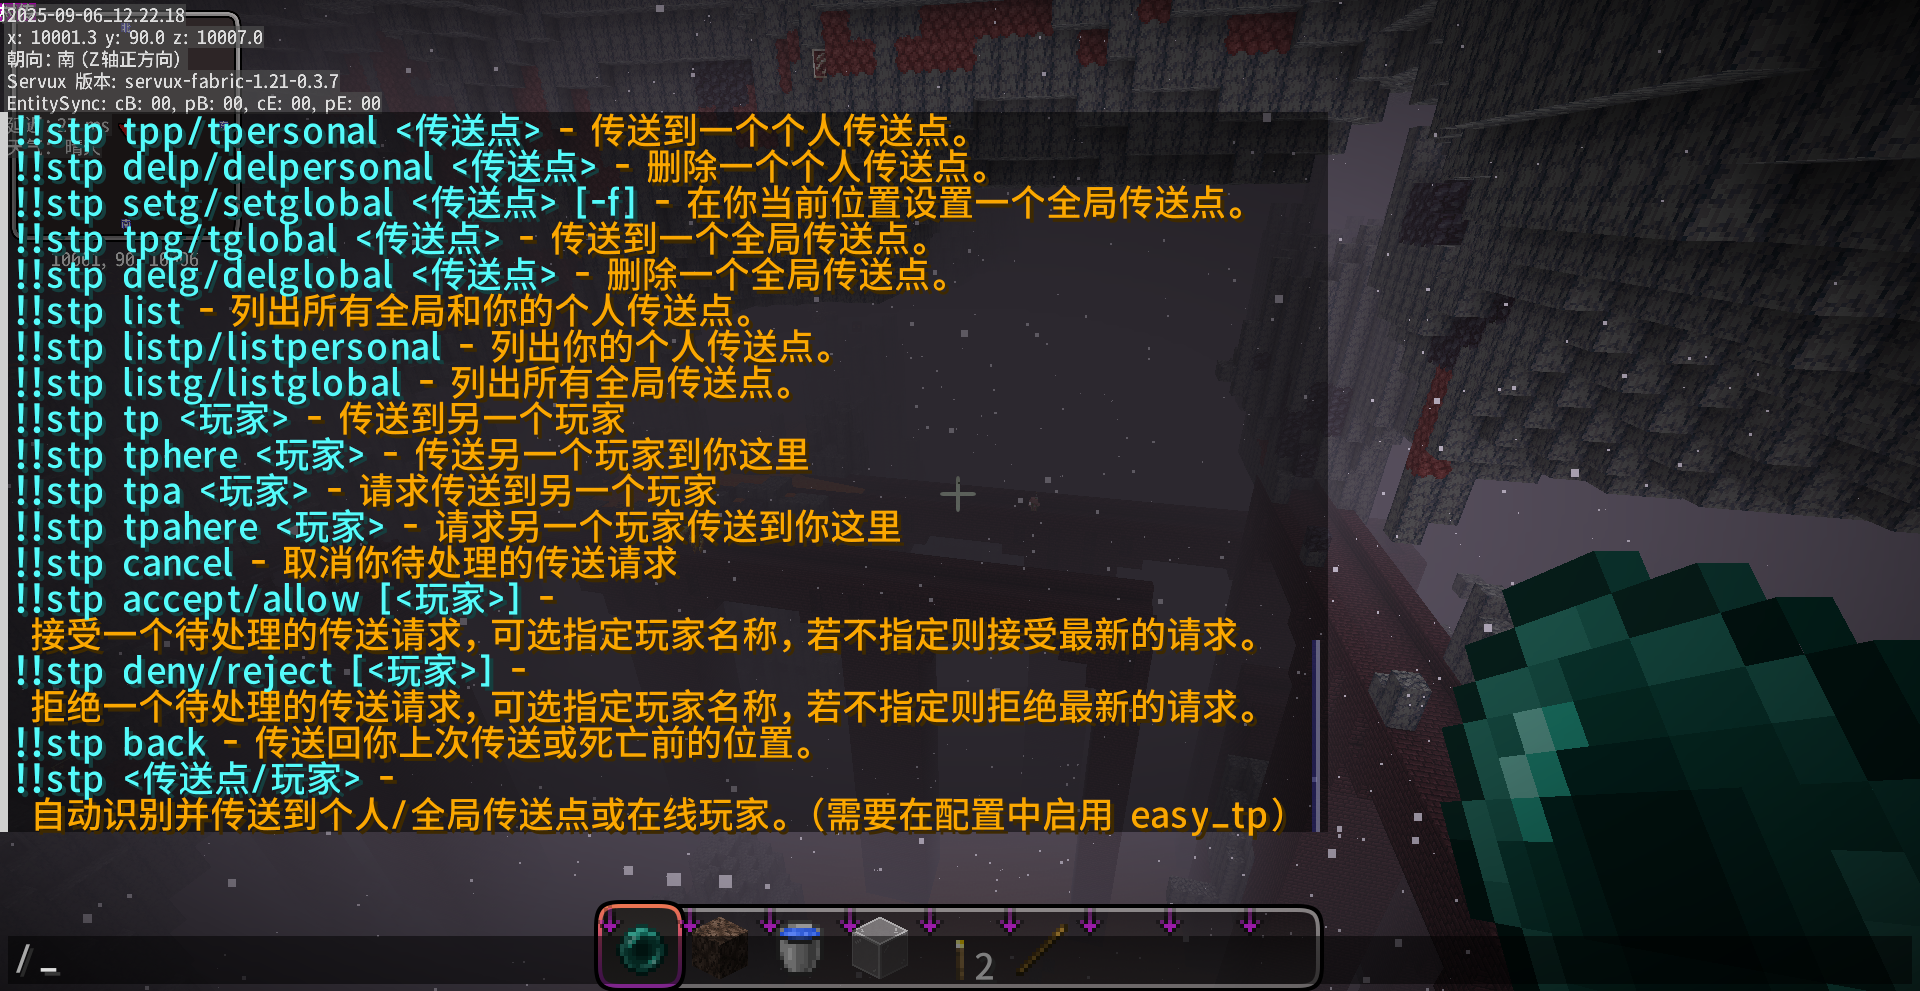 2025-09-06_12.22.18
x: 10001.3 y: 90.0 z: 10007.0
朝向: 南 (Z轴正方向)
Servux 版本: servux-fabric-1.21-0.3.7
EntitySync: cB: 00, pB: 00, cE: 00, pE: 00
!!stp tpp/tpersonal <传送点> - 传送到一个个人传送点。
!!stp delp/delpersonal <传送点> - 删除一个个人传送点。
!!stp setg/setglobal <传送点> [-f] - 在你当前位置设置一个全局传送点。
!!stp tpg/tglobal <传送点> - 传送到一个全局传送点。
!!stp delg/delglobal <传送点> - 删除一个全局传送点。
!!stp list - 列出所有全局和你的个人传送点。
!!stp listp/listpersonal - 列出你的个人传送点。
!!stp listg/listglobal - 列出所有全局传送点。
!!stp tp <玩家> - 传送到另一个玩家
!!stp tphere <玩家> - 传送另一个玩家到你这里
!!stp tpa <玩家> - 请求传送到另一个玩家
!!stp tpahere <玩家> - 请求另一个玩家传送到你这里
!!stp cancel - 取消你待处理的传送请求
!!stp accept/allow [<玩家>] -
接受一个待处理的传送请求，可选指定玩家名称，若不指定则接受最新的请求。
!!stp deny/reject [<玩家>] -
拒绝一个待处理的传送请求，可选指定玩家名称，若不指定则拒绝最新的请求。
!!stp back - 传送回你上次传送或死亡前的位置。
!!stp <传送点/玩家> -
自动识别并传送到个人/全局传送点或在线玩家。（需要在配置中启用 easy_tp）
/_
2